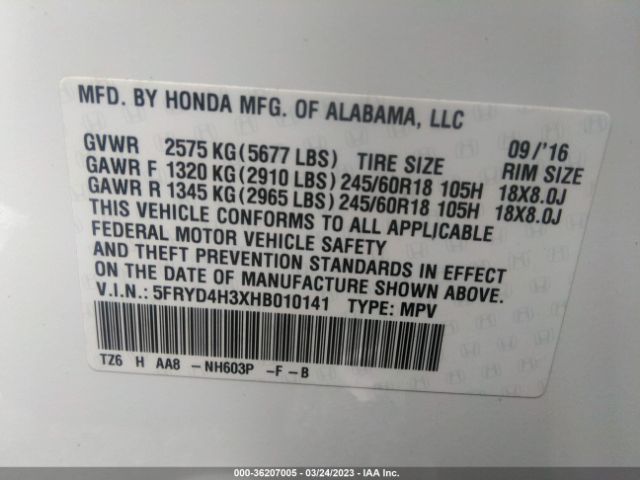 MFD. BY HONDA MFG. OF ALABAMA, LLC
GVWR 2575 KG (5677 LBS) TIRE SIZE 09/'16 RIM SIZE
GAWR F 1320 KG (2910 LBS) 245/60R18 105H 18X8.0J
GAWR R 1345 KG (2965 LBS) 245/60R18 105H 18X8.0J
THIS VEHICLE CONFORMS TO ALL APPLICABLE
FEDERAL MOTOR VEHICLE SAFETY
AND THEFT PREVENTION STANDARDS IN EFFECT
ON THE DATE OF MANUFACTURE SHOWN ABOVE.
V.I.N.: 5FRYD4H3XHB010141 TYPE: MPV
TZ6 H AA8 - NH603P -F - B
000-36207005 - 03/24/2023 - IAA Inc.